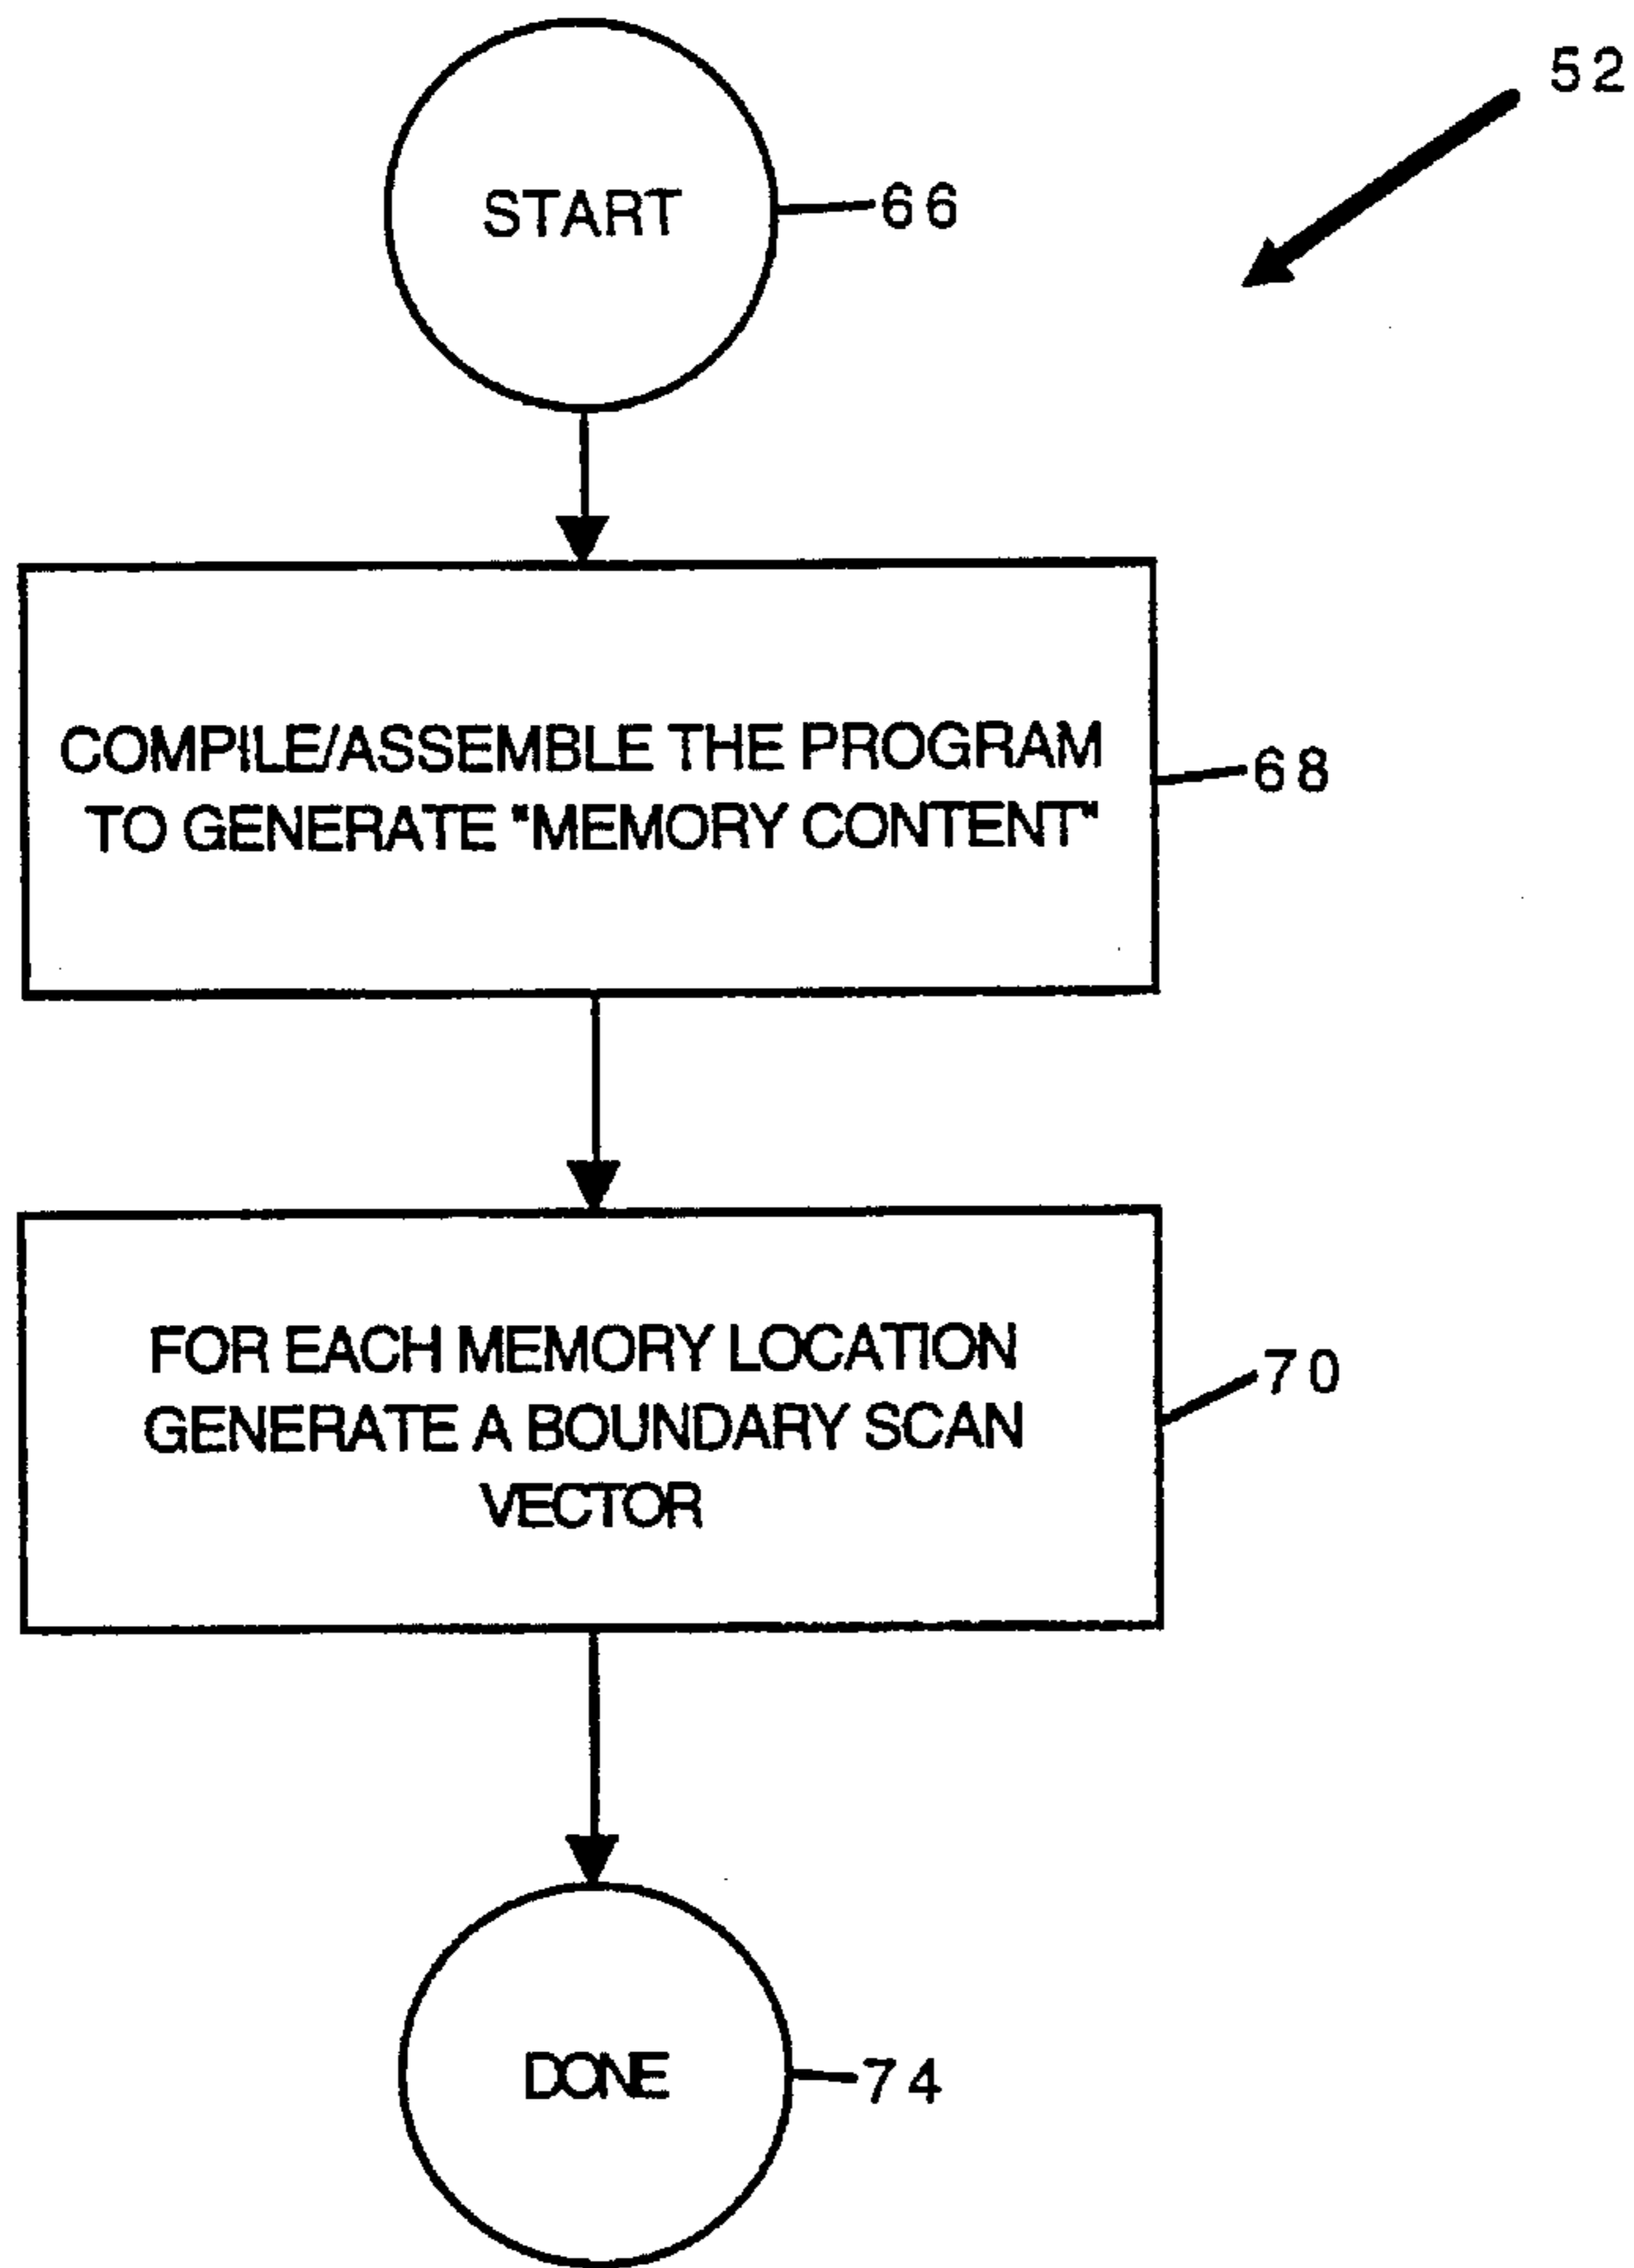 52
START
66
COMPILE/ASSEMBLE THE PROGRAM
TO GENERATE "MEMORY CONTENT"
68
FOR EACH MEMORY LOCATION
GENERATE A BOUNDARY SCAN
VECTOR
70
DONE
74